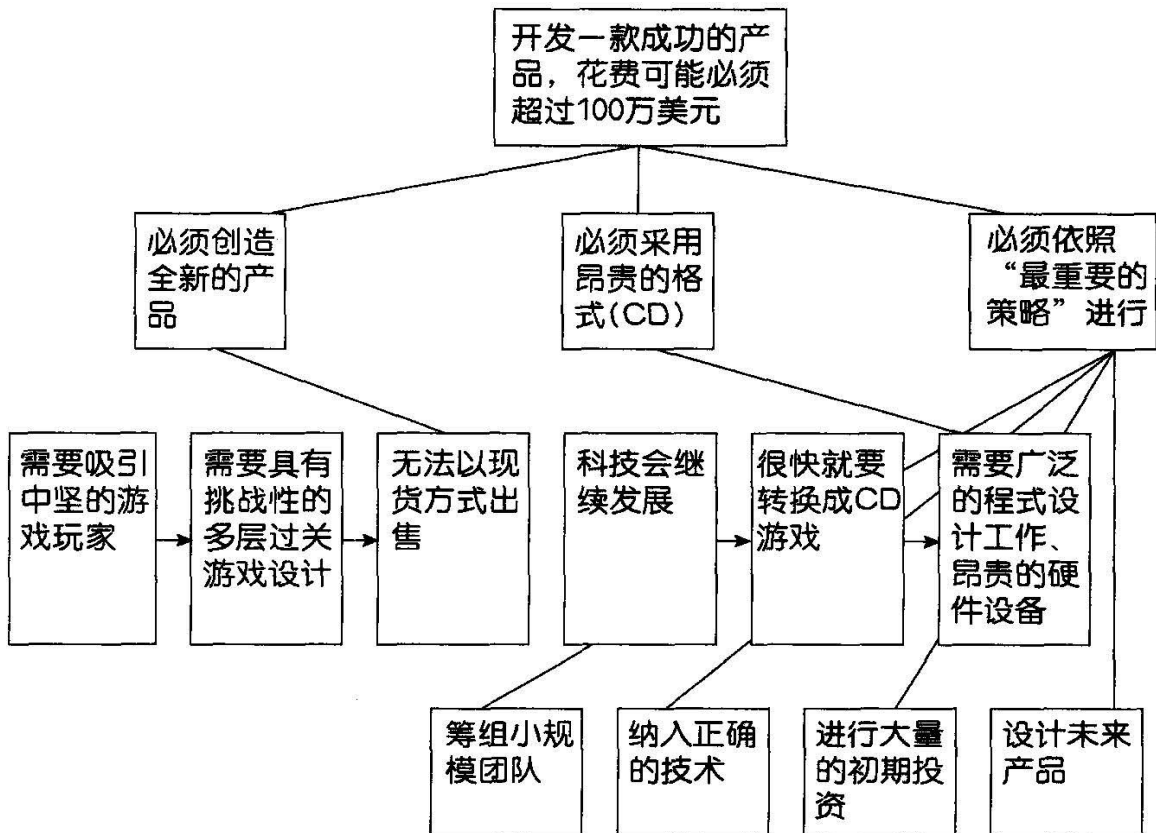 开发一款成功的产
品，花费可能必须
超过100万美元
必须创造
全新的产
品
必须采用
昂贵的格
式(CD)
必须依照
“最重要的
策略”进行
需要吸引
中坚的游
戏玩家
需要具有
挑战性的
多层过关
游戏设计
无法以现
货方式出
售
科技会继
续发展
很快就要
转换成CD
游戏
需要广泛
的程式设
计工作、
昂贵的硬
件设备
筹组小规
模团队
纳入正确
的技术
进行大量
的初期投
资
设计未来
产品